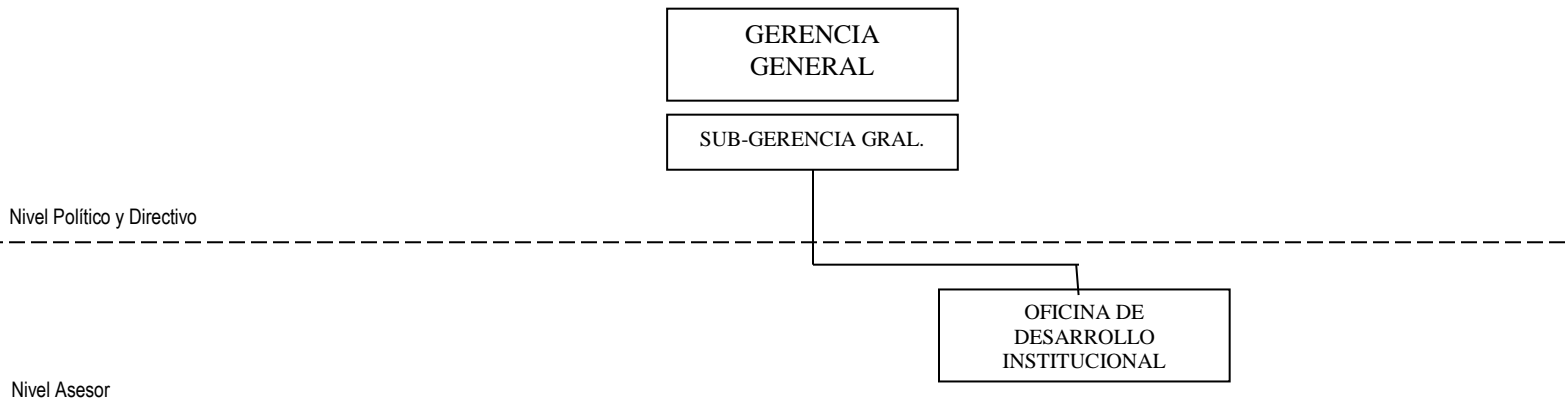 GERENCIA
GENERAL
SUB-GERENCIA GRAL.
Nivel Político y Directivo
OFICINA DE
DESARROLLO
INSTITUCIONAL
Nivel Asesor